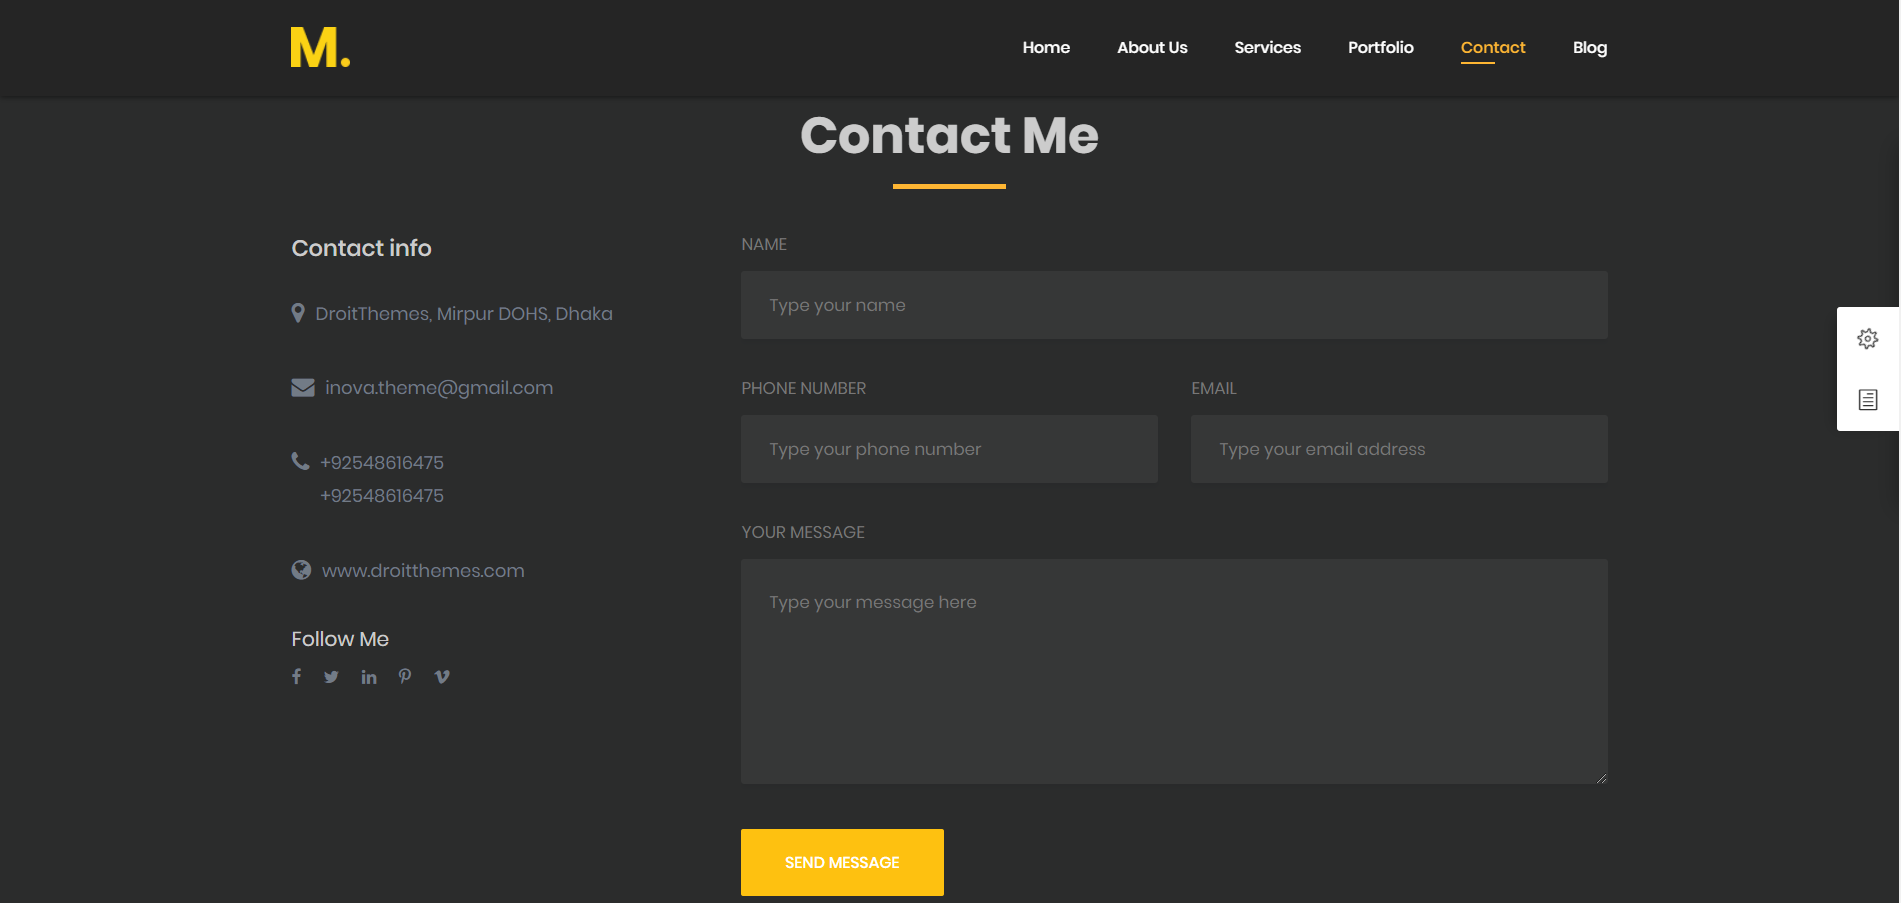 M.
Home About Us Services Portfolio Contact Blog
Contact Me
Contact info
DroitThemes, Mirpur DOHS, Dhaka
inova.theme@gmail.com
+92548616475
+92548616475
www.droitthemes.com
Follow Me
NAME
Type your name
PHONE NUMBER
Type your phone number
EMAIL
Type your email address
YOUR MESSAGE
Type your message here
SEND MESSAGE